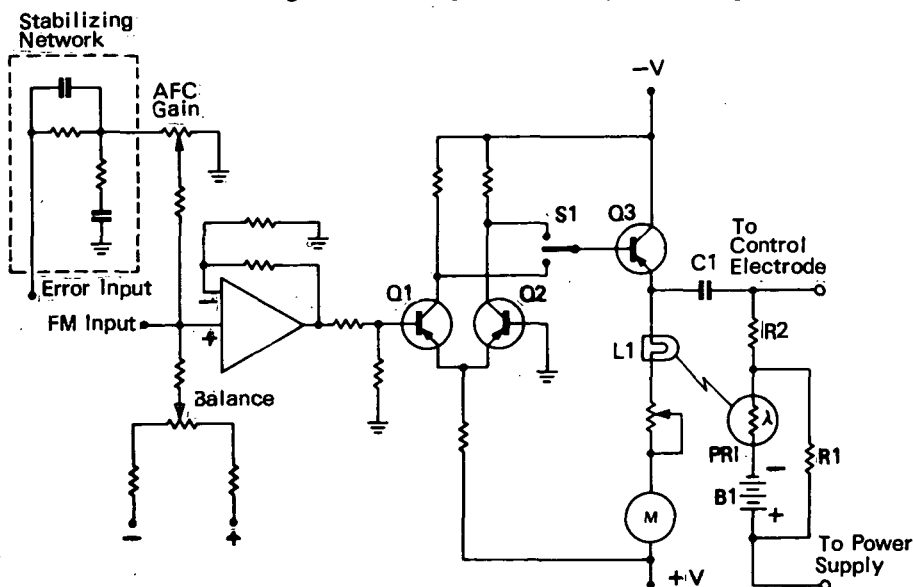 Stabilizing
Network
AFC
Gain
Error Input
FM Input
Balance
−
+
−
+
Q1
Q2
S1
Q3
−V
+V
C1
To
Control
Electrode
L1
R2
λ
PR1
R1
B1
−
+
M
To Power
Supply